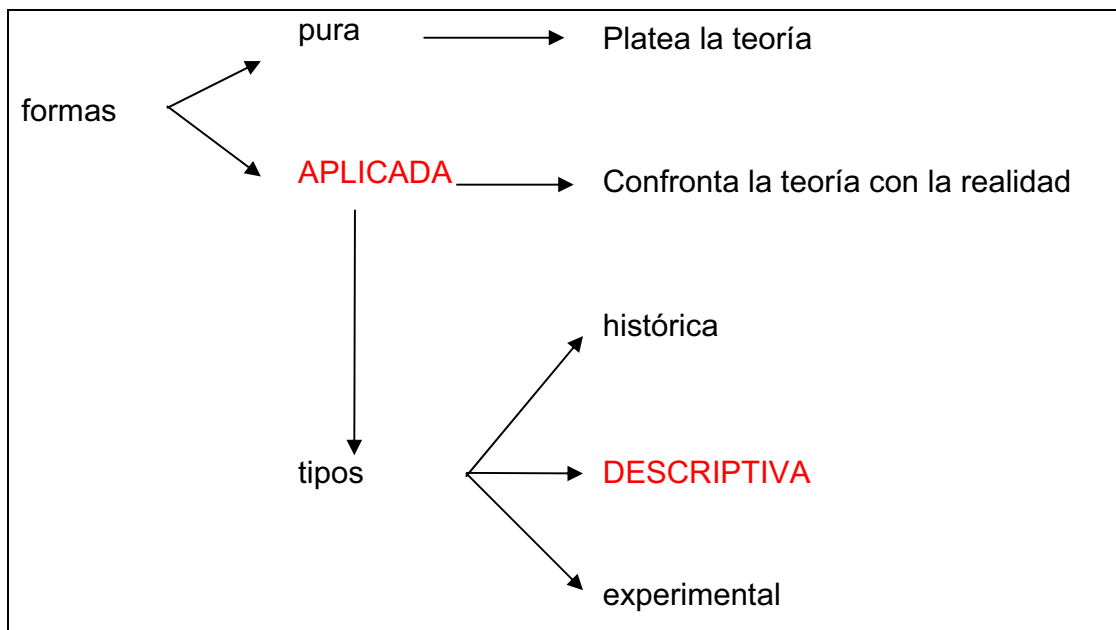 pura
Platea la teoría
formas
APLICADA
Confronta la teoría con la realidad
histórica
tipos
DESCRIPTIVA
experimental